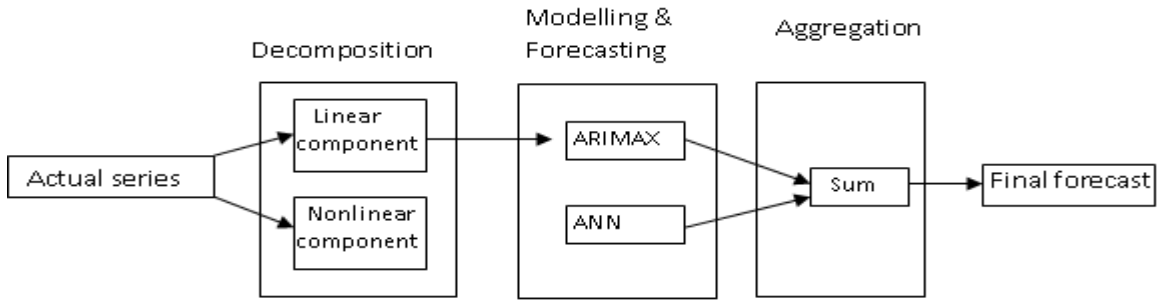 Decomposition
Modelling &
Forecasting
Aggregation
Actual series
Linear
component
Nonlinear
component
ARIMAX
ANN
Sum
Final forecast